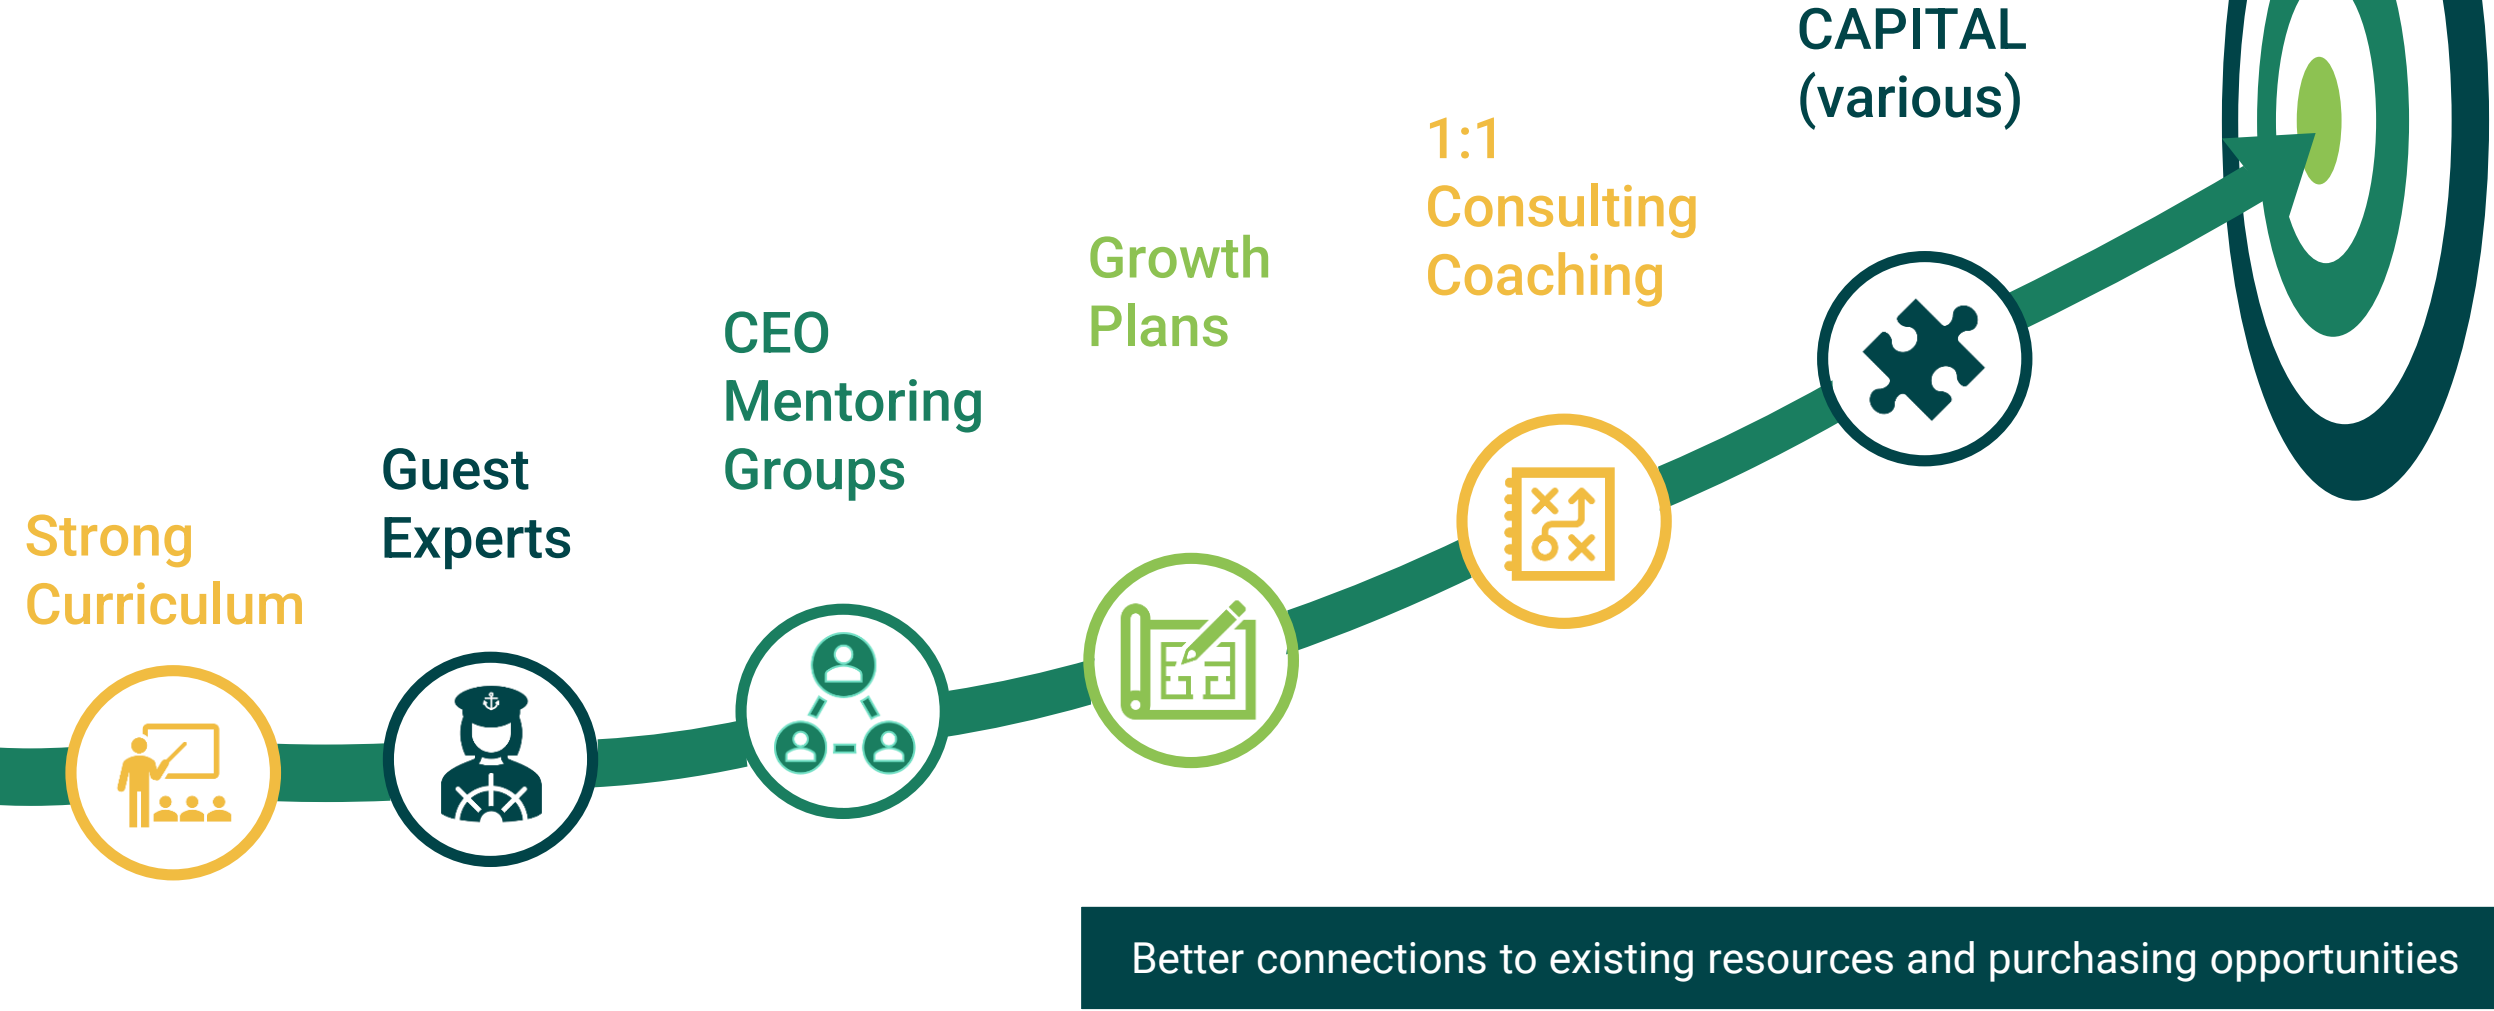 Strong
Curriculum
Guest
Experts
CEO
Mentoring
Groups
Growth
Plans
1:1
Consulting
Coaching
CAPITAL
(various)
Better connections to existing resources and purchasing opportunities